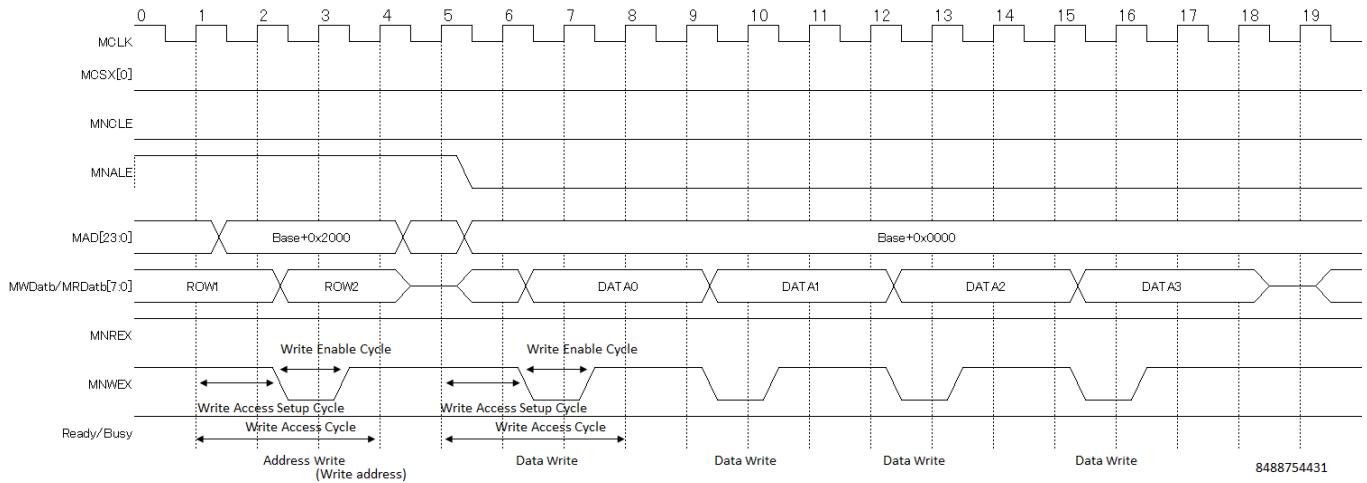 0 1 2 3 4 5 6 7 8 9 10 11 12 13 14 15 16 17 18 19
MCLK
MCSX[0]
MNCLE
MNALE
MAD[23:0] Base+0x2000 Base+0x0000
MWDatb/MRDatb[7:0] ROW1 ROW2 DATA0 DATA1 DATA2 DATA3
MNREX
Write Enable Cycle Write Enable Cycle
MNWEX
Write Access Setup Cycle Write Access Setup Cycle
Ready/Busy Write Access Cycle Write Access Cycle
Address Write Data Write Data Write Data Write Data Write
(Write address) 8488754431